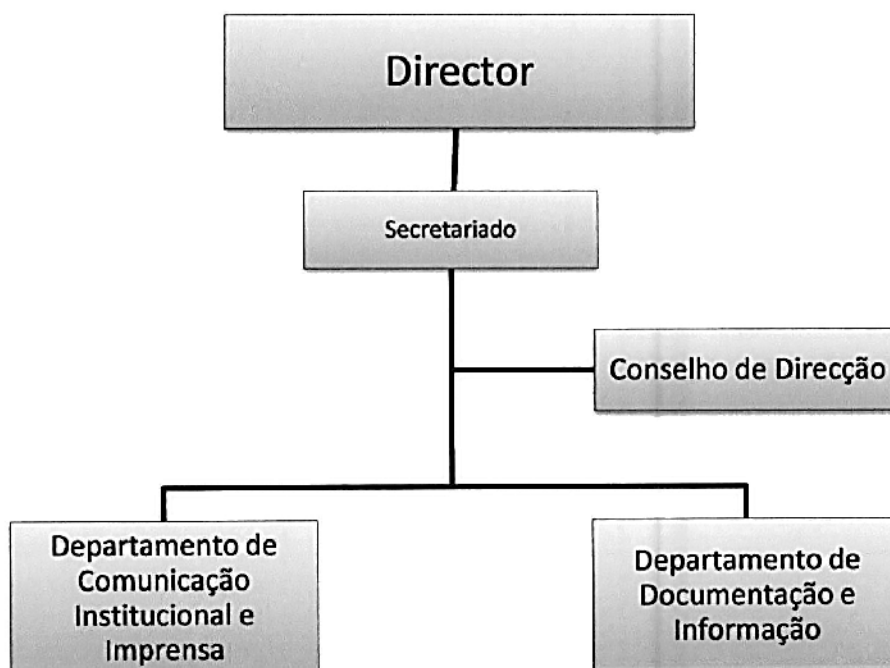 Director
Secretariado
Conselho de Direcção
Departamento de
Comunicação
Institucional e
Imprensa
Departamento de
Documentação e
Informação